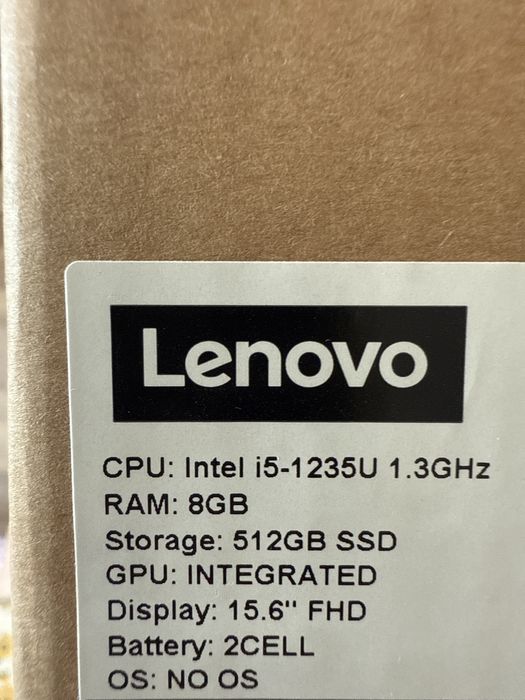 Lenovo
CPU: Intel i5-1235U 1.3GHz
RAM: 8GB
Storage: 512GB SSD
GPU: INTEGRATED
Display: 15.6" FHD
Battery: 2CELL
OS: NO OS